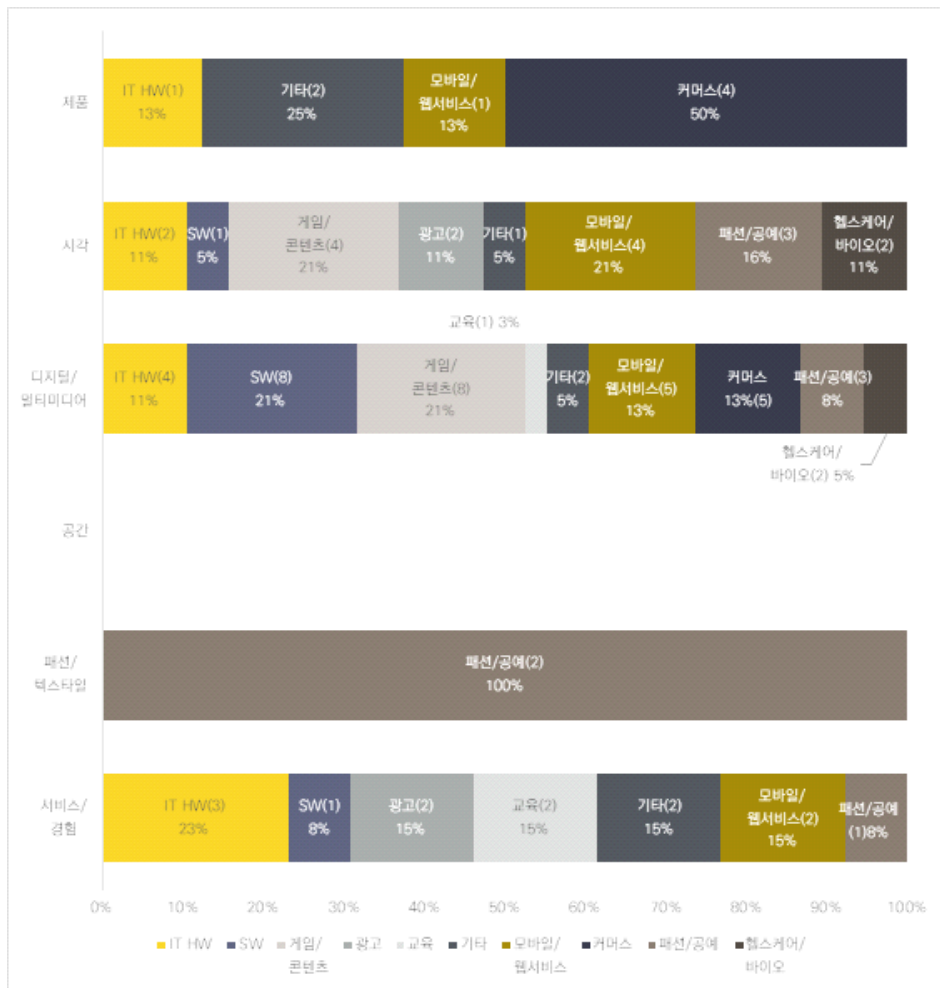 제품
IT HW(1)
13%
기타(2)
25%
모바일/
웹서비스(1)
13%
커머스(4)
50%
시각
IT HW(2)
11%
SW(1)
5%
게임/
콘텐츠(4)
21%
광고(2)
11%
기타(1)
5%
모바일/
웹서비스(4)
21%
패션/공예(3)
16%
헬스케어/
바이오(2)
11%
교육(1) 3%
디지털/
멀티미디어
IT HW(4)
11%
SW(8)
21%
게임/
콘텐츠(8)
21%
기타(2)
5%
모바일/
웹서비스(5)
13%
커머스
13%(5)
패션/공예(3)
8%
헬스케어/
바이오(2) 5%
공간
패션/
텍스타일
패션/공예(2)
100%
서비스/
경험
IT HW(3)
23%
SW(1)
8%
광고(2)
15%
교육(2)
15%
기타(2)
15%
모바일/
웹서비스(2)
15%
패션/공예
(1)8%
0% 10% 20% 30% 40% 50% 60% 70% 80% 90% 100%
IT HW
SW
게임/
콘텐츠
광고
교육
기타
모바일/
웹서비스
커머스
패션/공예
헬스케어/
바이오